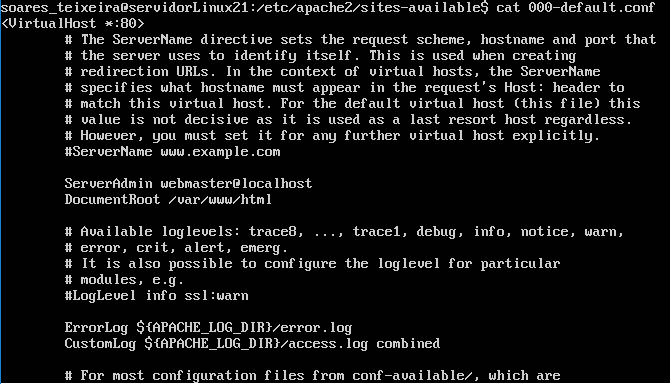 soares_teixeira@servidorLinux21:/etc/apache2/sites-available$ cat 000-default.conf
<VirtualHost *:80>
# The ServerName directive sets the request scheme, hostname and port that
# the server uses to identify itself. This is used when creating
# redirection URLs. In the context of virtual hosts, the ServerName
# specifies what hostname must appear in the request's Host: header to
# match this virtual host. For the default virtual host (this file) this
# value is not decisive as it is used as a last resort host regardless.
# However, you must set it for any further virtual host explicitly.
#ServerName www.example.com
ServerAdmin webmaster@localhost
DocumentRoot /var/www/html
# Available loglevels: trace8, ..., trace1, debug, info, notice, warn,
# error, crit, alert, emerg.
# It is also possible to configure the loglevel for particular
# modules, e.g.
#LogLevel info ssl:warn
ErrorLog ${APACHE_LOG_DIR}/error.log
CustomLog ${APACHE_LOG_DIR}/access.log combined
# For most configuration files from conf-available/, which are